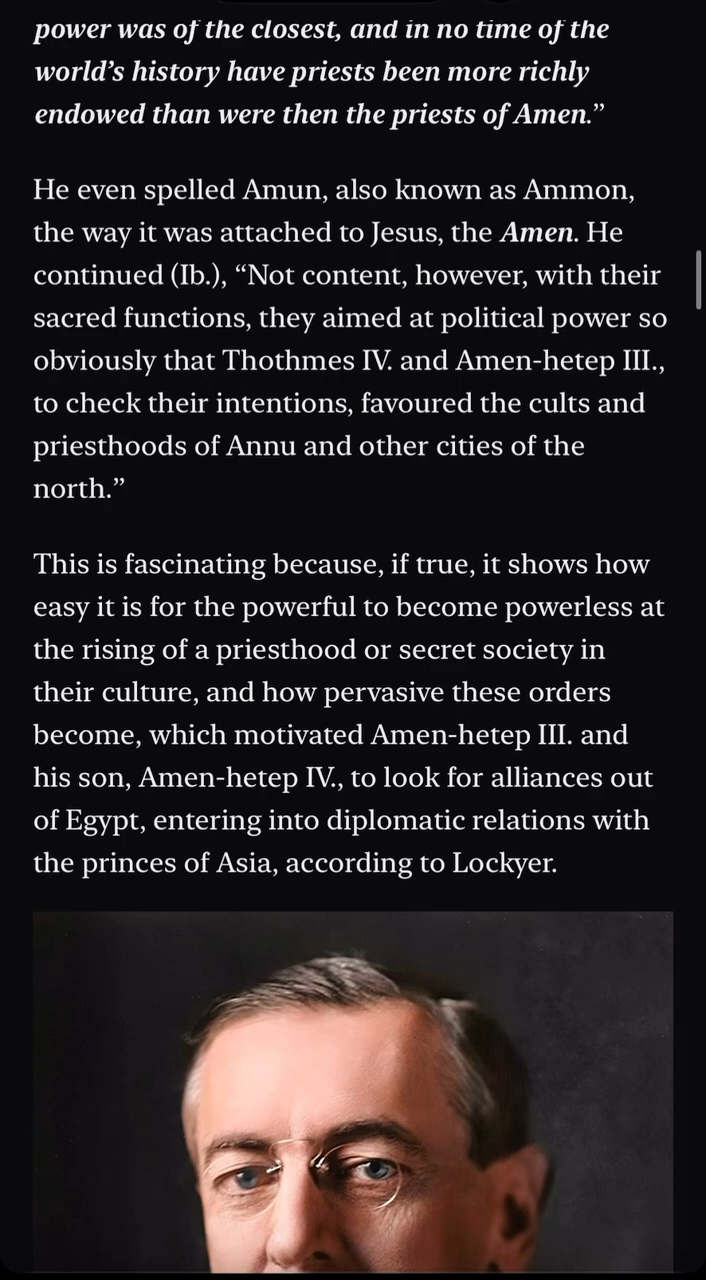 power was of the closest, and in no time of the
world’s history have priests been more richly
endowed than were then the priests of Amen.”
He even spelled Amun, also known as Ammon,
the way it was attached to Jesus, the Amen. He
continued (Ib.), “Not content, however, with their
sacred functions, they aimed at political power so
obviously that Thothmes IV. and Amen-hetep III.,
to check their intentions, favoured the cults and
priesthoods of Annu and other cities of the
north.”
This is fascinating because, if true, it shows how
easy it is for the powerful to become powerless at
the rising of a priesthood or secret society in
their culture, and how pervasive these orders
become, which motivated Amen-hetep III. and
his son, Amen-hetep IV., to look for alliances out
of Egypt, entering into diplomatic relations with
the princes of Asia, according to Lockyer.